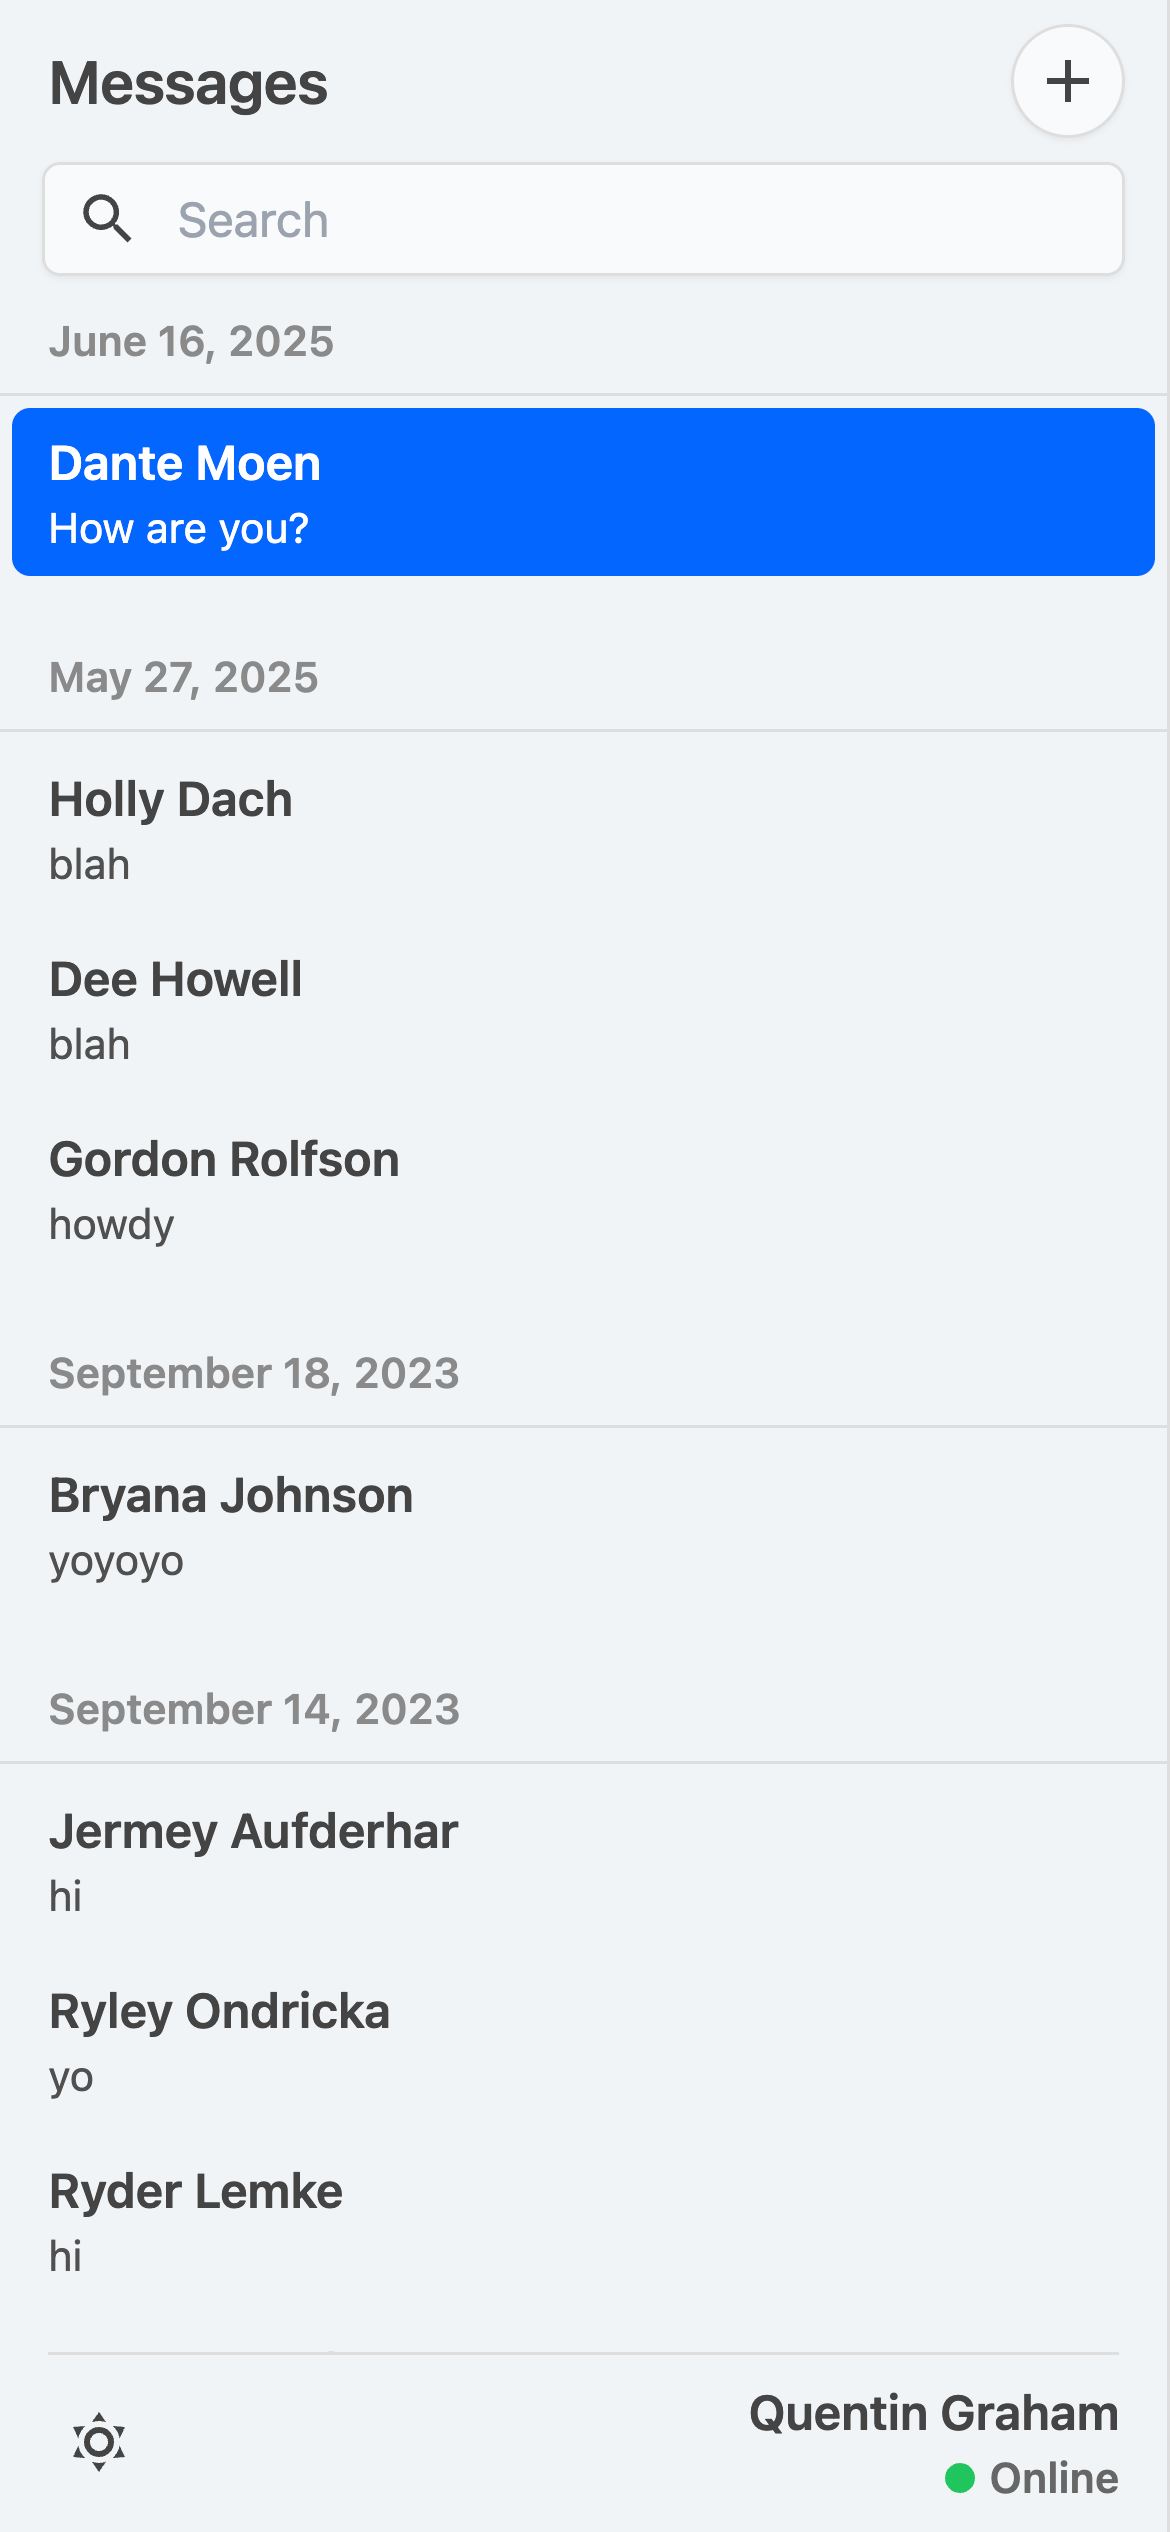 Messages
Search
June 16, 2025
Dante Moen
How are you?
May 27, 2025
Holly Dach
blah
Dee Howell
blah
Gordon Rolfson
howdy
September 18, 2023
Bryana Johnson
yoyoyo
September 14, 2023
Jermey Aufderhar
hi
Ryley Ondricka
yo
Ryder Lemke
hi
Quentin Graham
Online